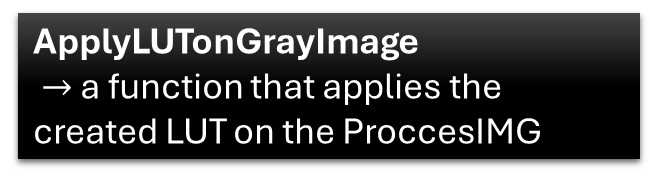 ApplyLUTonGrayImage
→ a function that applies the
created LUT on the ProccesIMG